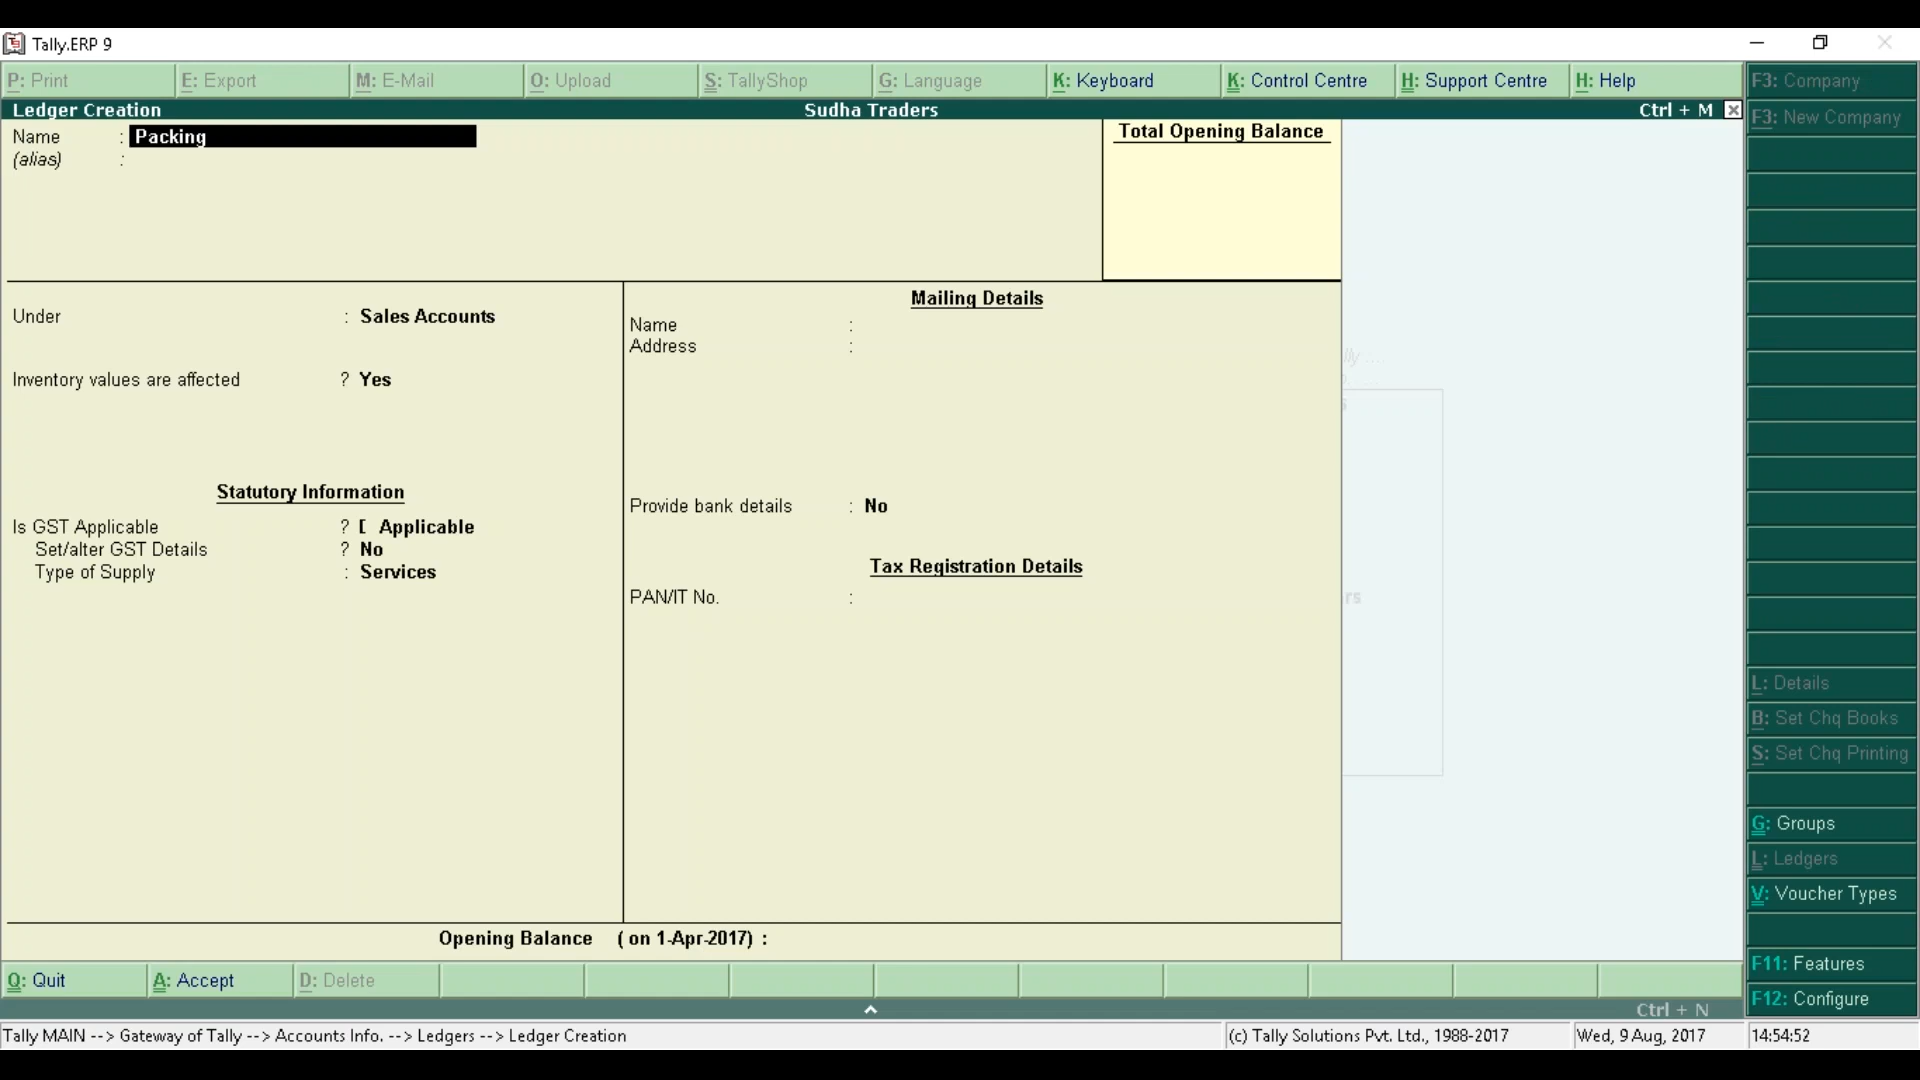 Tally.ERP 9
P: Print E: Export M: E-Mail O: Upload S: TallyShop G: Language K: Keyboard K: Control Centre H: Support Centre H: Help
F3: Company
Ledger Creation Sudha Traders Ctrl + M
F3: New Company
Name : Packing
(alias) :
Total Opening Balance
Under : Sales Accounts
Inventory values are affected ? Yes
Statutory Information
Is GST Applicable ? [ Applicable
Set/alter GST Details ? No
Type of Supply : Services
Mailing Details
Name :
Address :
Provide bank details : No
Tax Registration Details
PAN/IT No. :
L: Details
B: Set Chq Books
S: Set Chq Printing
G: Groups
L: Ledgers
V: Voucher Types
F11: Features
F12: Configure
Opening Balance ( on 1-Apr-2017) :
Q: Quit A: Accept D: Delete
Ctrl + N
Tally MAIN --> Gateway of Tally --> Accounts Info. --> Ledgers --> Ledger Creation (c) Tally Solutions Pvt. Ltd., 1988-2017 Wed, 9 Aug, 2017 14:54:52